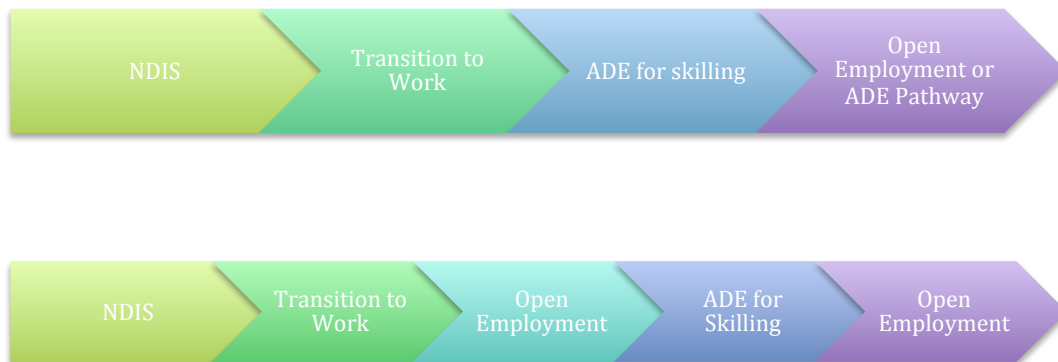 NDIS
Transition to
Work
ADE for skilling
Open
Employment or
ADE Pathway
NDIS
Transition to
Work
Open
Employment
ADE for
Skilling
Open
Employment